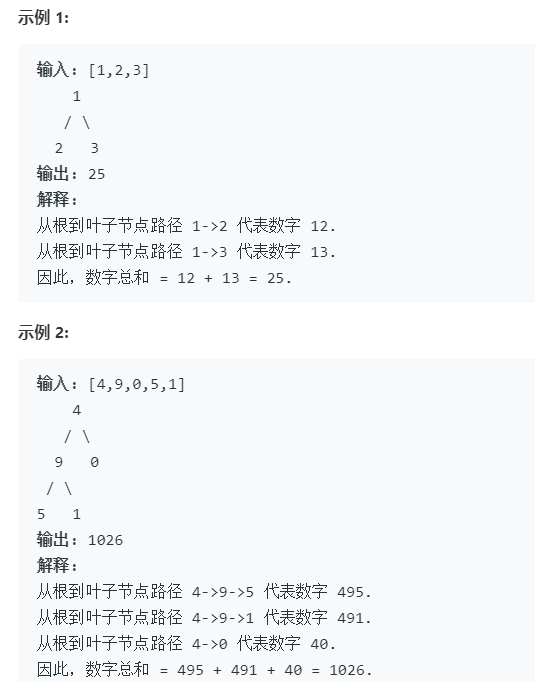 示例 1:
输入: [1,2,3]
    1
   / \
  2   3
输出: 25
解释:
从根到叶子节点路径 1->2 代表数字 12.
从根到叶子节点路径 1->3 代表数字 13.
因此，数字总和 = 12 + 13 = 25.
示例 2:
输入: [4,9,0,5,1]
    4
   / \
  9   0
 / \
5   1
输出: 1026
解释:
从根到叶子节点路径 4->9->5 代表数字 495.
从根到叶子节点路径 4->9->1 代表数字 491.
从根到叶子节点路径 4->0 代表数字 40.
因此，数字总和 = 495 + 491 + 40 = 1026.